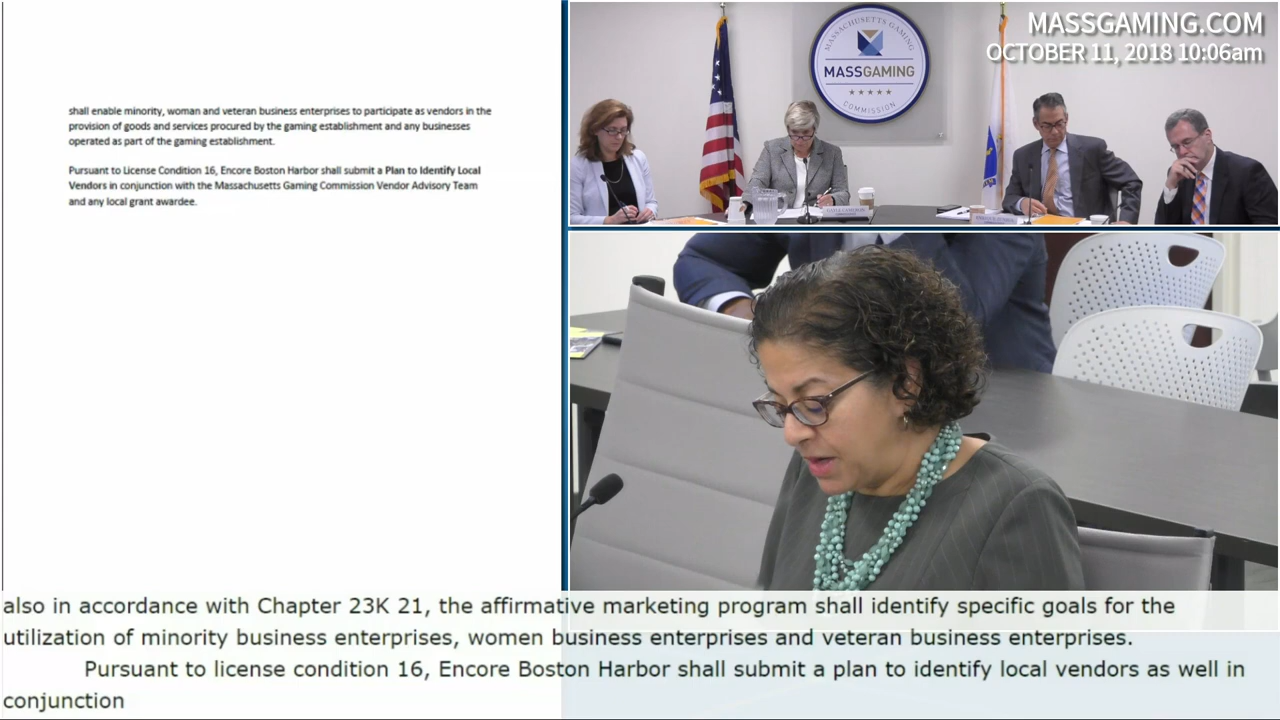 shall enable minority, woman and veteran business enterprises to participate as vendors in the
provision of goods and services procured by the gaming establishment and any businesses
operated as part of the gaming establishment.
Pursuant to License Condition 16, Encore Boston Harbor shall submit a Plan to Identify Local
Vendors in conjunction with the Massachusetts Gaming Commission Vendor Advisory Team
and any local grant awardee.
MASSGAMING.COM
OCTOBER 11, 2018 10:06am
MASSACHUSETTS GAMING
MASSGAMING
COMMISSION
also in accordance with Chapter 23K 21, the affirmative marketing program shall identify specific goals for the
utilization of minority business enterprises, women business enterprises and veteran business enterprises.
Pursuant to license condition 16, Encore Boston Harbor shall submit a plan to identify local vendors as well in
conjunction